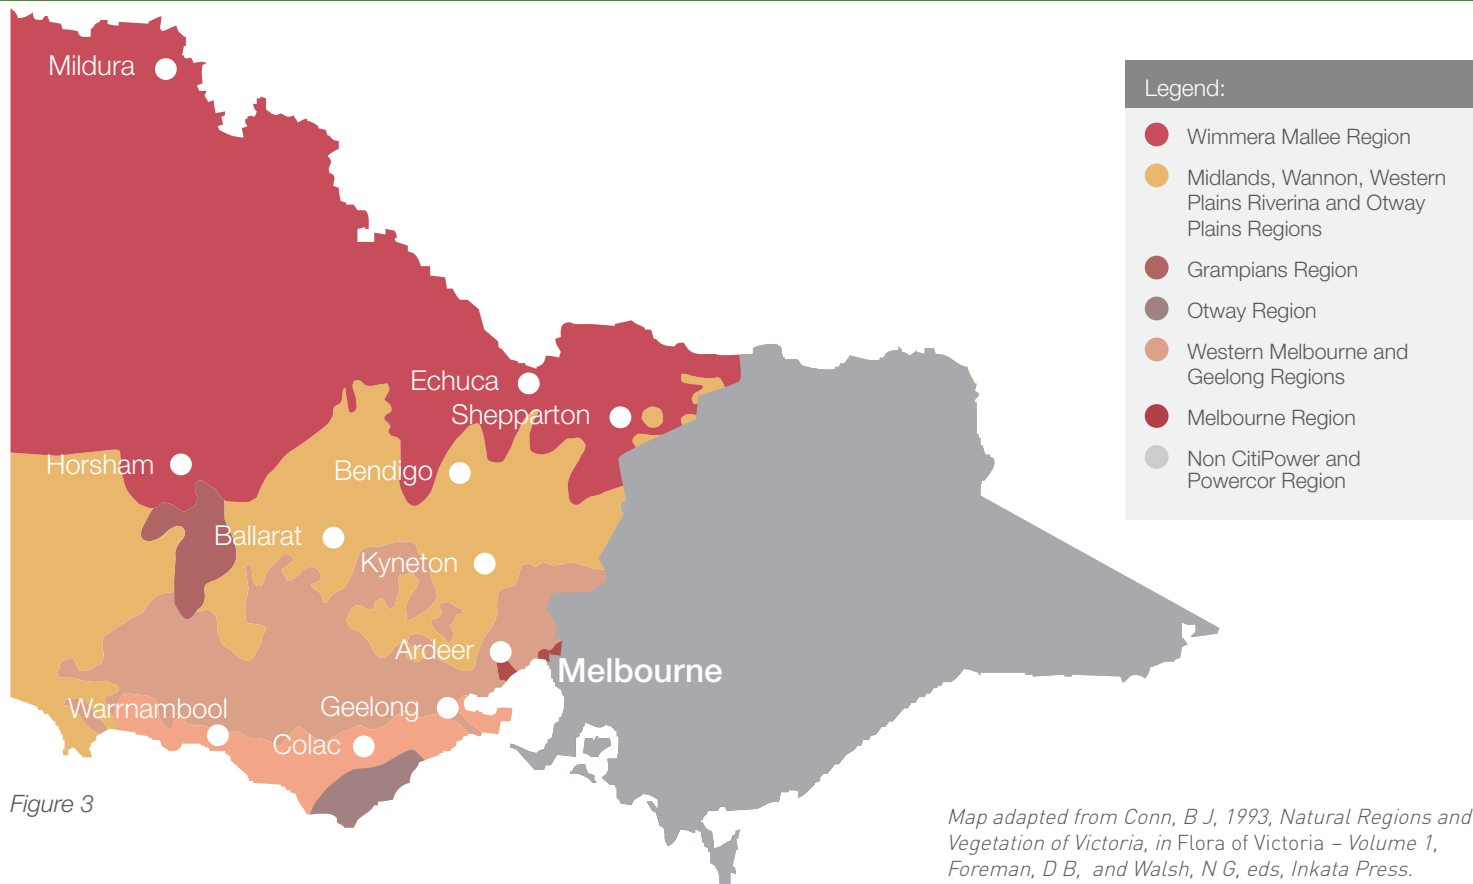 Mildura
Echuca
Shepparton
Horsham
Bendigo
Ballarat
Kyneton
Ardeer
Melbourne
Warrnambool
Geelong
Colac
Figure 3
Legend:
Wimmera Mallee Region
Midlands, Wannon, Western
Plains Riverina and Otway
Plains Regions
Grampians Region
Otway Region
Western Melbourne and
Geelong Regions
Melbourne Region
Non CitiPower and
Powercor Region
Map adapted from Conn, B J, 1993, Natural Regions and
Vegetation of Victoria, in Flora of Victoria – Volume 1,
Foreman, D B, and Walsh, N G, eds, Inkata Press.